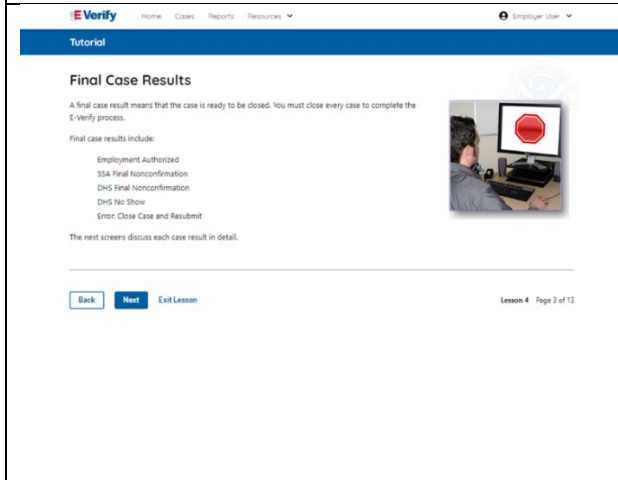 E-Verify Home Cases Reports Resources Employer User
Tutorial
Final Case Results
A final case result means that the case is ready to be closed. You must close every case to complete the
E-Verify process.
Final case results include:
Employment Authorized
SSA Final Nonconfirmation
DHS Final Nonconfirmation
DHS No Show
Error: Close Case and Resubmit
The next screens discuss each case result in detail.
Back Next Exit Lesson Lesson 4 Page 3 of 13